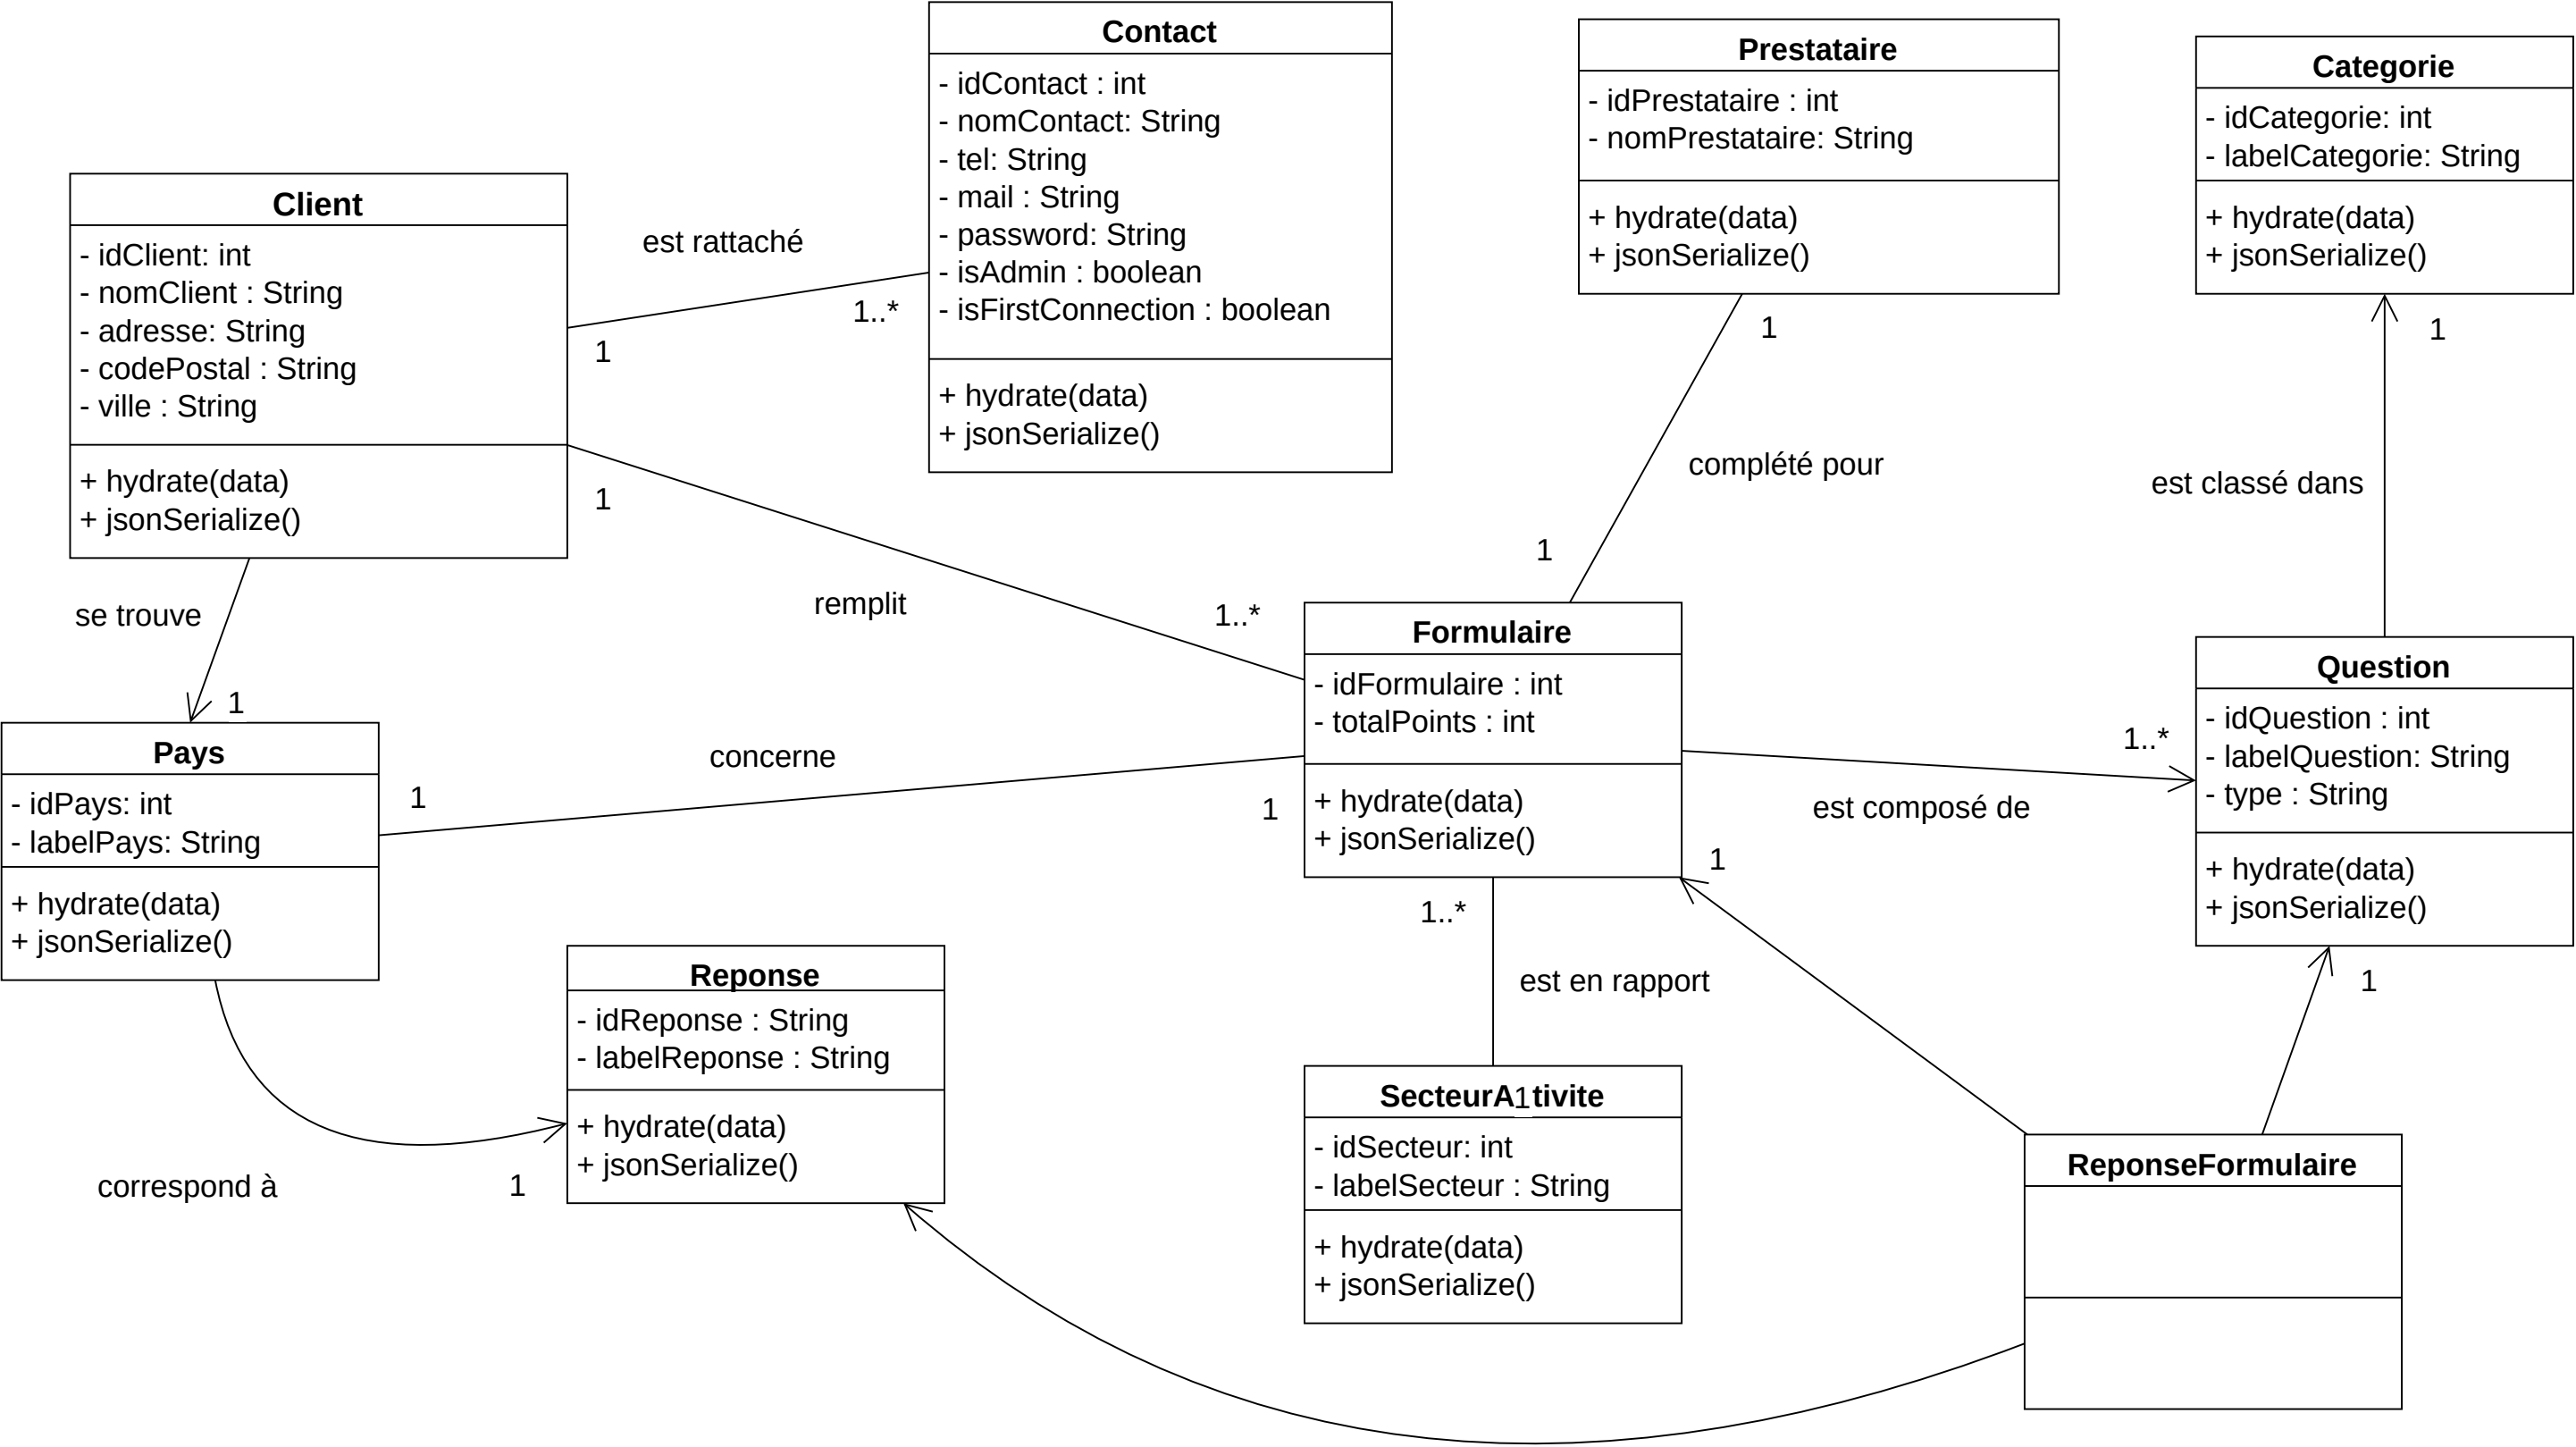 Contact
- idContact : int
- nomContact: String
- tel: String
- mail : String
- password: String
- isAdmin : boolean
- isFirstConnection : boolean
+ hydrate(data)
+ jsonSerialize()
Prestataire
- idPrestataire : int
- nomPrestataire: String
+ hydrate(data)
+ jsonSerialize()
Categorie
- idCategorie: int
- labelCategorie: String
+ hydrate(data)
+ jsonSerialize()
Client
- idClient: int
- nomClient : String
- adresse: String
- codePostal : String
- ville : String
+ hydrate(data)
+ jsonSerialize()
est rattaché
1..*
1
1
1
complété pour
1
est classé dans
1
remplit
1..*
se trouve
1
Formulaire
- idFormulaire : int
- totalPoints : int
+ hydrate(data)
+ jsonSerialize()
Question
- idQuestion : int
- labelQuestion: String
- type : String
+ hydrate(data)
+ jsonSerialize()
Pays
- idPays: int
- labelPays: String
+ hydrate(data)
+ jsonSerialize()
concerne
1
1
1..*
est composé de
1
1..*
est en rapport
1
Reponse
- idReponse : String
- labelReponse : String
+ hydrate(data)
+ jsonSerialize()
correspond à
1
1
- idSecteur: int
- labelSecteur : String
+ hydrate(data)
+ jsonSerialize()
ReponseFormulaire